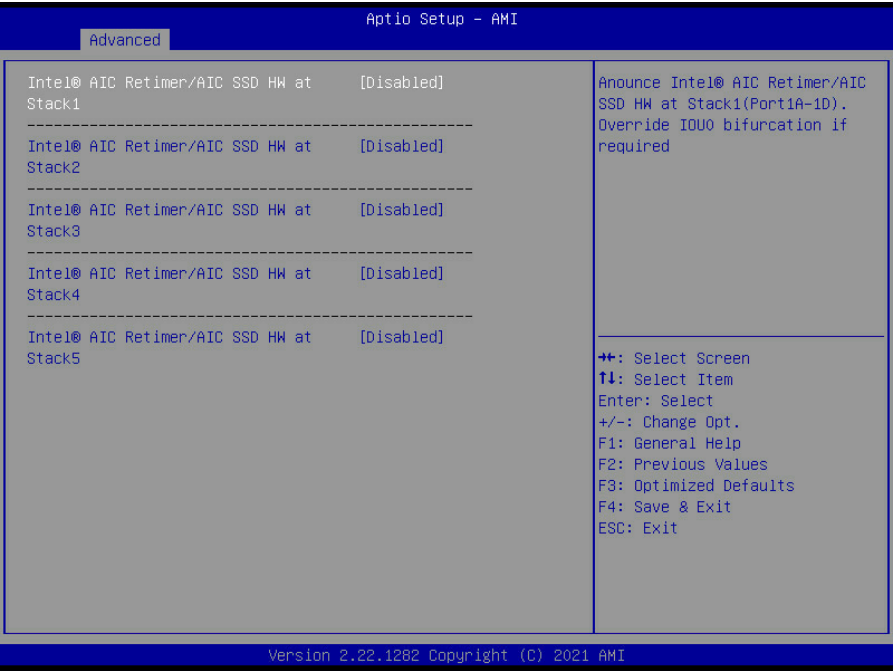 Aptio Setup – AMI
Advanced
Intel® AIC Retimer/AIC SSD HW at [Disabled]
Stack1
Intel® AIC Retimer/AIC SSD HW at [Disabled]
Stack2
Intel® AIC Retimer/AIC SSD HW at [Disabled]
Stack3
Intel® AIC Retimer/AIC SSD HW at [Disabled]
Stack4
Intel® AIC Retimer/AIC SSD HW at [Disabled]
Stack5
Anounce Intel® AIC Retimer/AIC
SSD HW at Stack1(Port1A-1D).
Override IOU0 bifurcation if
required
→←: Select Screen
↑↓: Select Item
Enter: Select
+/-: Change Opt.
F1: General Help
F2: Previous Values
F3: Optimized Defaults
F4: Save & Exit
ESC: Exit
Version 2.22.1282 Copyright (C) 2021 AMI